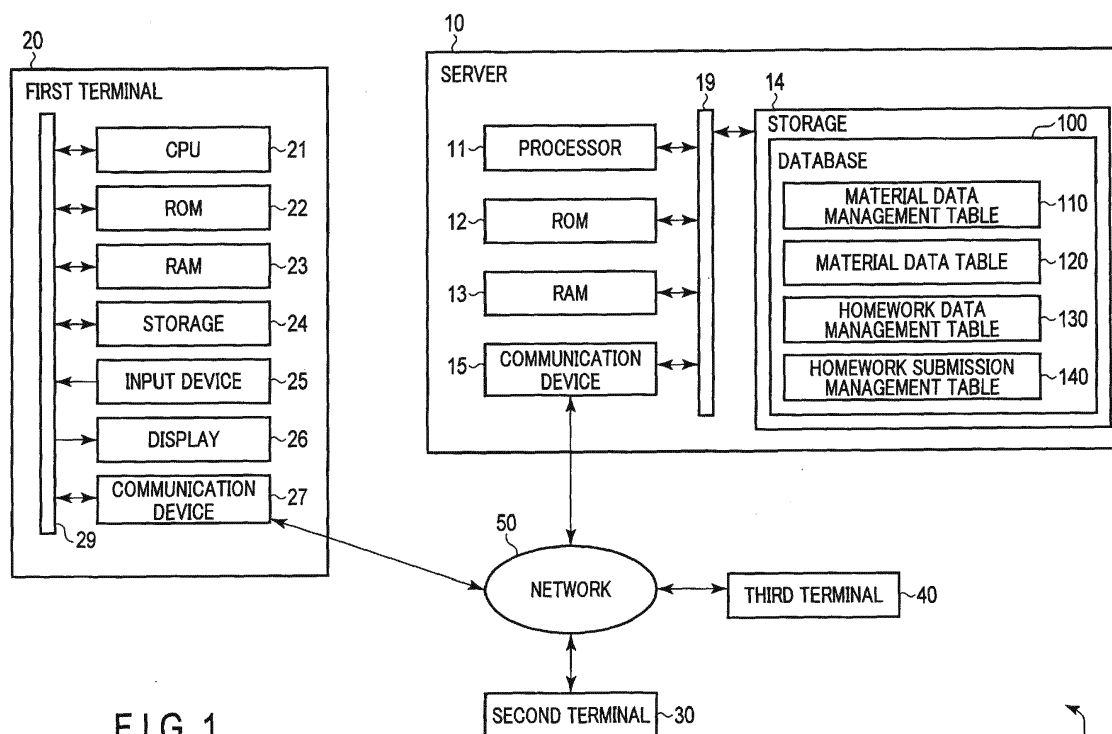 20
FIRST TERMINAL
CPU
21
ROM
22
RAM
23
STORAGE
24
INPUT DEVICE
25
DISPLAY
26
COMMUNICATION
DEVICE
27
29
10
SERVER
11
PROCESSOR
12
ROM
13
RAM
15
COMMUNICATION
DEVICE
19
14
STORAGE
100
DATABASE
MATERIAL DATA
MANAGEMENT TABLE
110
MATERIAL DATA TABLE
120
HOMEWORK DATA
MANAGEMENT TABLE
130
HOMEWORK SUBMISSION
MANAGEMENT TABLE
140
50
NETWORK
THIRD TERMINAL
40
SECOND TERMINAL
30
FIG. 1